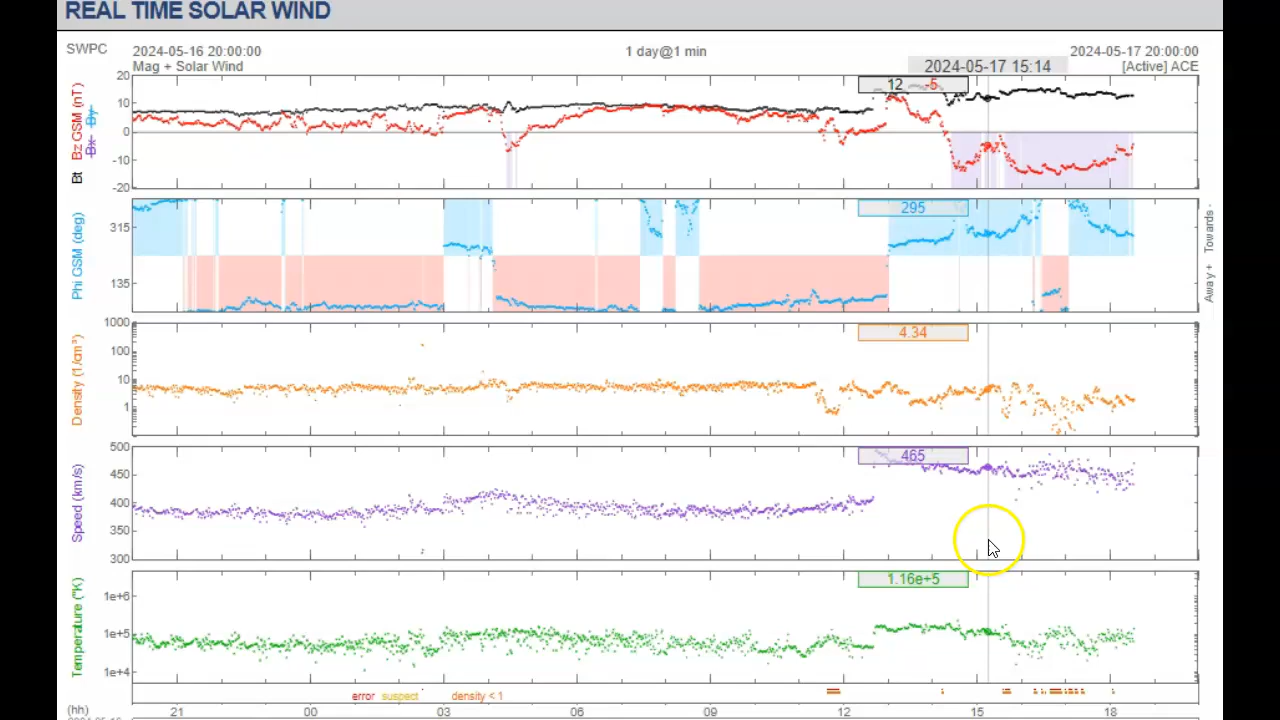 REAL TIME SOLAR WIND
SWPC 2024-05-16 20:00:00 1 day@1 min 2024-05-17 20:00:00
Mag + Solar Wind 2024-05-17 15:14 [Active] ACE
Bt Bz GSM (nT) Bx By
20
10
0
-10
-20
12 -5
Phi GSM (deg)
315
135
295
Away + Towards -
Density (1/cm³)
1000
100
10
1
4.34
Speed (km/s)
500
450
400
350
300
465
Temperature (°K)
1e+6
1e+5
1e+4
1.16e+5
error suspect density < 1
(hh) 21 00 03 06 09 12 15 18